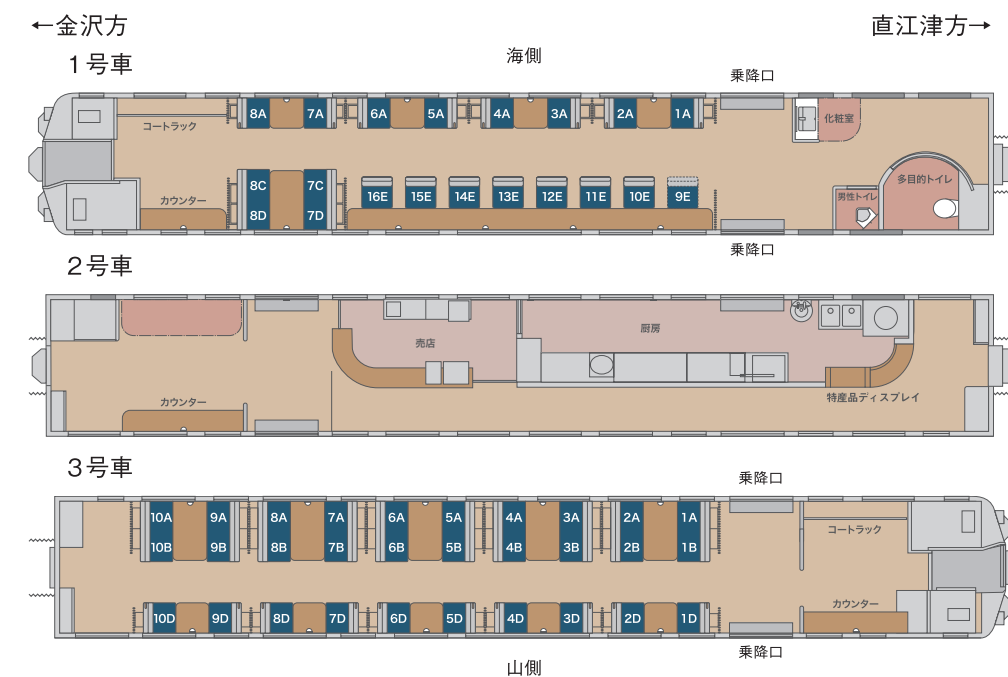 ←金沢方
直江津方→
海側
1号車
乗降口
8A 7A 6A 5A 4A 3A 2A 1A
化粧室
コートラック
多目的トイレ
8C 7C
16E 15E 14E 13E 12E 11E 10E 9E
男性トイレ
カウンター
8D 7D
乗降口
2号車
厨房
売店
特産品ディスプレイ
カウンター
3号車
乗降口
10A 9A 8A 7A 6A 5A 4A 3A 2A 1A
コートラック
10B 9B 8B 7B 6B 5B 4B 3B 2B 1B
カウンター
10D 9D 8D 7D 6D 5D 4D 3D 2D 1D
乗降口
山側